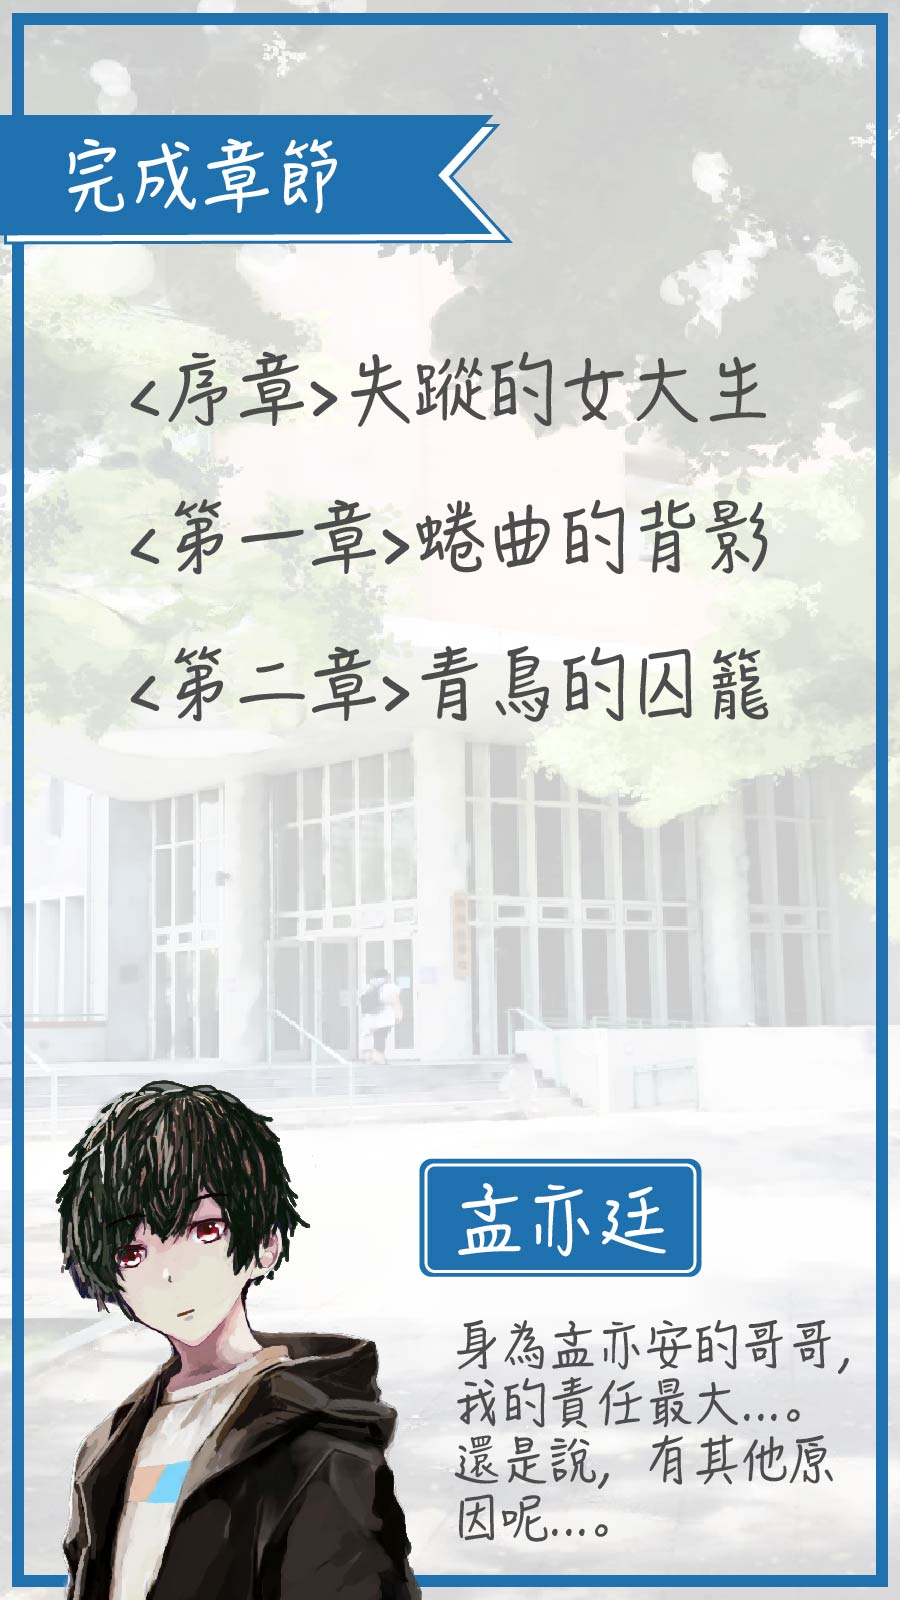 完成章節
<序章>失蹤的女大生
<第一章>蜷曲的背影
<第二章>青鳥的囚籠
孟亦廷
身為孟亦安的哥哥,
我的責任最大...。
還是說, 有其他原
因呢...。